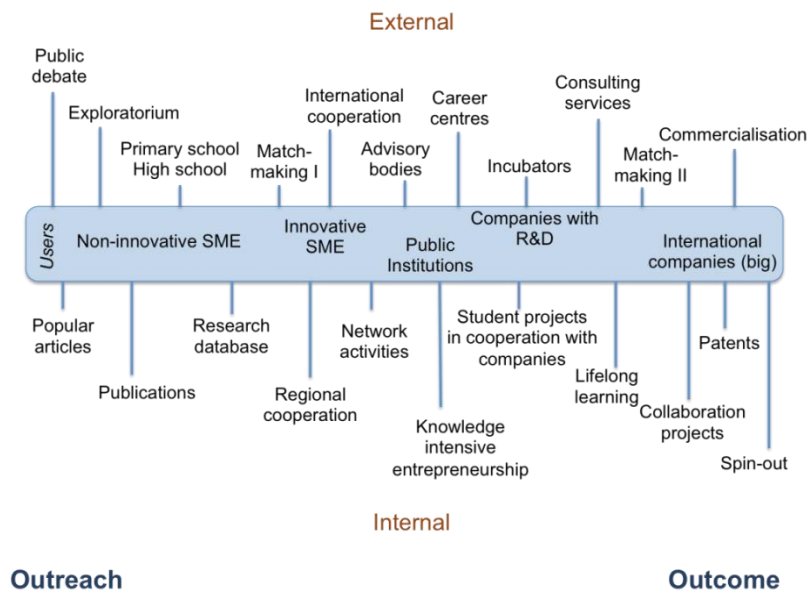 External
Public
debate
Exploratorium
Primary school
High school
Match-
making I
International
cooperation
Advisory
bodies
Career
centres
Incubators
Consulting
services
Match-
making II
Commercialisation
Users
Non-innovative SME
Innovative
SME
Public
Institutions
Companies with
R&D
International
companies (big)
Popular
articles
Publications
Research
database
Regional
cooperation
Network
activities
Knowledge
intensive
entrepreneurship
Student projects
in cooperation with
companies
Lifelong
learning
Collaboration
projects
Patents
Spin-out
Internal
Outreach
Outcome